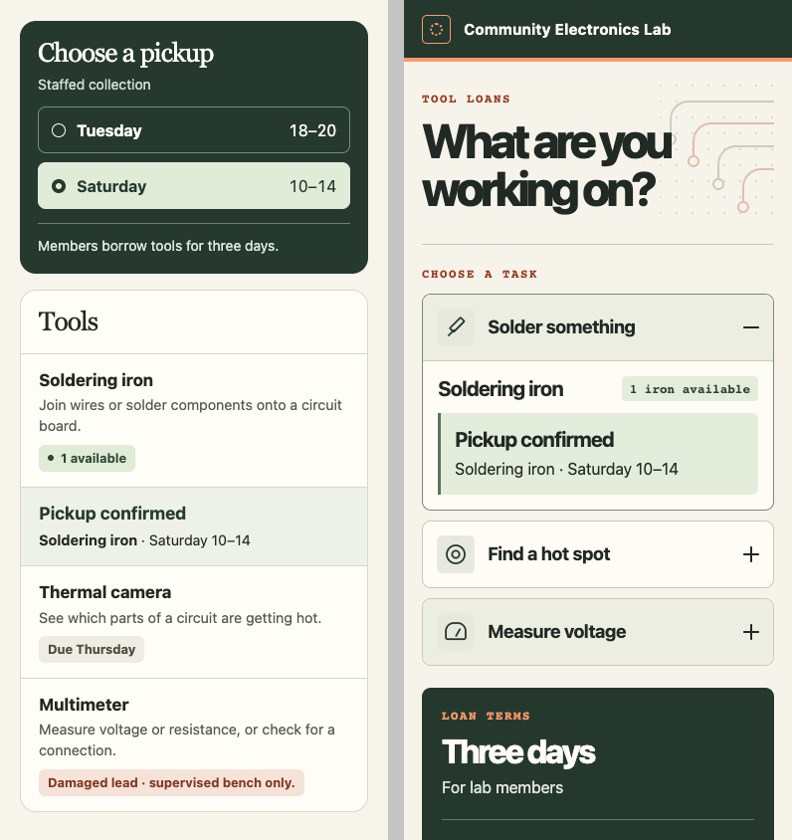 Choose a pickup
Staffed collection
Tuesday 18–20
Saturday 10–14
Members borrow tools for three days.
Tools
Soldering iron
Join wires or solder components onto a circuit
board.
1 available
Pickup confirmed
Soldering iron · Saturday 10–14
Thermal camera
See which parts of a circuit are getting hot.
Due Thursday
Multimeter
Measure voltage or resistance, or check for a
connection.
Damaged lead · supervised bench only.
Community Electronics Lab
TOOL LOANS
What are you
working on?
CHOOSE A TASK
Solder something
Soldering iron
1 iron available
Pickup confirmed
Soldering iron · Saturday 10–14
Find a hot spot
Measure voltage
LOAN TERMS
Three days
For lab members